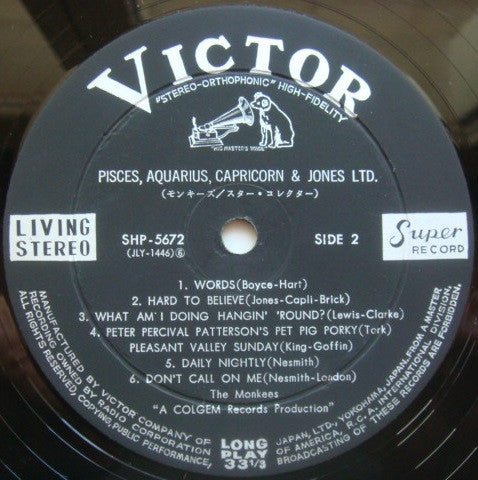 VICTOR
"STEREO-ORTHOPHONIC" HIGH-FIDELITY
"HIS MASTER'S VOICE"
PISCES, AQUARIUS, CAPRICORN & JONES LTD.
(モンキーズ/スター・コレクター)
LIVING
STEREO
SHP-5672
(JLY-1446)⑥
SIDE 2
Super
RECORD
1. WORDS(Boyce-Hart)
2. HARD TO BELIEVE(Jones-Capli-Brick)
3. WHAT AM I DOING HANGIN' 'ROUND?(Lewis-Clarke)
4. PETER PERCIVAL PATTERSON'S PET PIG PORKY(Tork)
PLEASANT VALLEY SUNDAY(King-Goffin)
5. DAILY NIGHTLY(Nesmith)
6. DON'T CALL ON ME(Nesmith-London)
The Monkees
"A COLGEM Records Production"
MANUFACTURED BY VICTOR COMPANY OF JAPAN, LTD., YOKOHAMA, JAPAN, FROM A MASTER
RECORDING OWNED BY RADIO CORPORATION OF AMERICA, R.C.A. INTERNATIONAL DIVISION.
ALL RIGHTS RESERVED, COPYING, PUBLIC PERFORMANCE, BROADCASTING OF THESE RECORDS FORBIDDEN.
LONG
PLAY
33 1/3